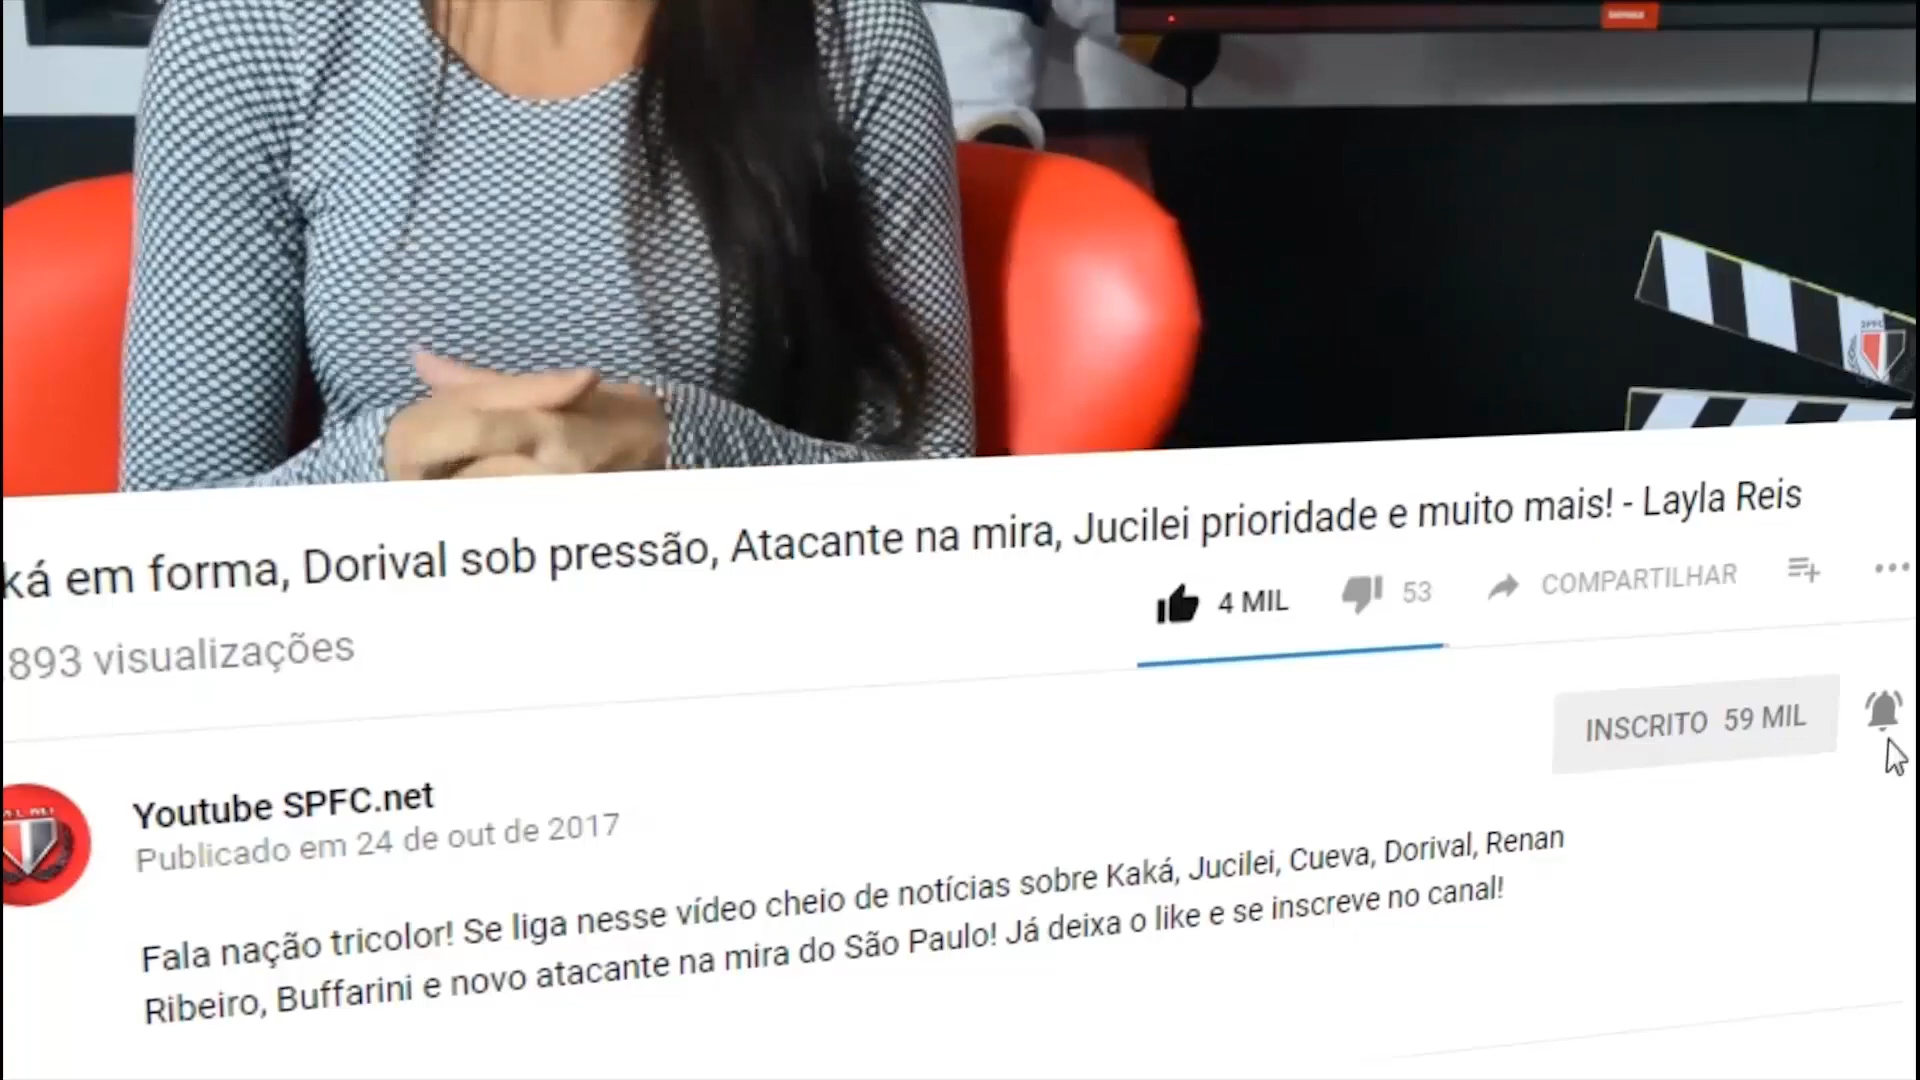 ká em forma, Dorival sob pressão, Atacante na mira, Jucilei prioridade e muito mais! - Layla Reis
893 visualizações
4 MIL
53
COMPARTILHAR
INSCRITO 59 MIL
Youtube SPFC.net
Publicado em 24 de out de 2017
Fala nação tricolor! Se liga nesse vídeo cheio de notícias sobre Kaká, Jucilei, Cueva, Dorival, Renan
Ribeiro, Buffarini e novo atacante na mira do São Paulo! Já deixa o like e se inscreve no canal!